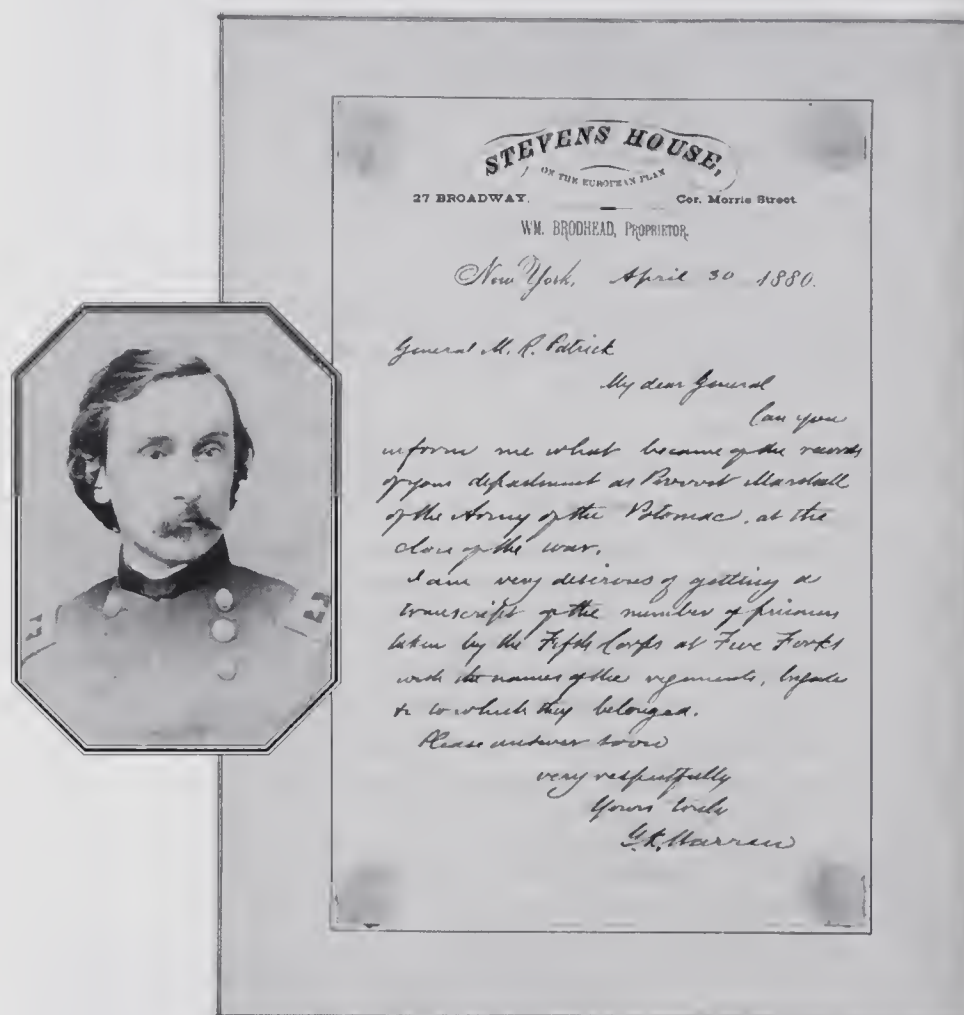 STEVENS HOUSE,
ON THE EUROPEAN PLAN
27 BROADWAY. Cor. Morris Street
WM. BRODHEAD, PROPRIETOR.
New York, April 30 1880.
General M. R. Patrick
My dear General
Can you
inform me what became of the records
of your department as Provost Marshall
of the Army of the Potomac, at the
close of the war.
I am very desirous of getting a
transcript of the number of prisoners
taken by the Fifth Corps at Five Forks
with the names of the regiments, brigade
&c to which they belonged.
Please answer soon
very respectfully
Yours truly
G. K. Warren